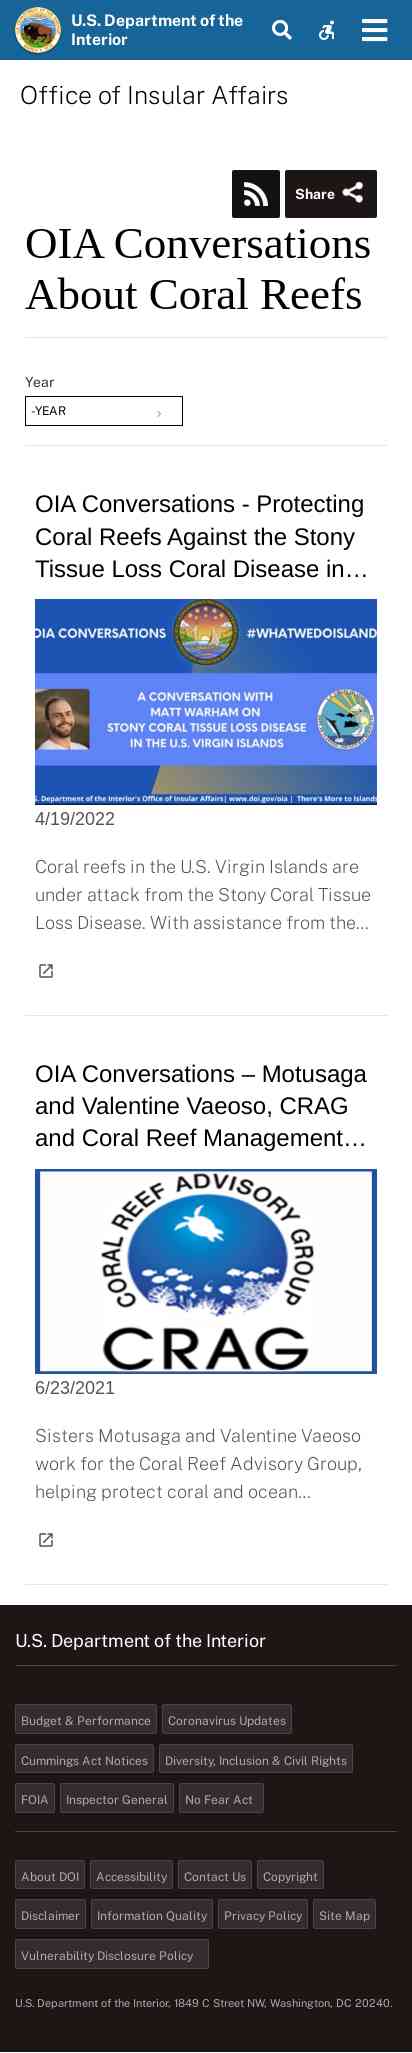 U.S. Department of the
Interior
Office of Insular Affairs
Share
OIA Conversations
About Coral Reefs
Year
-YEAR
OIA Conversations - Protecting
Coral Reefs Against the Stony
Tissue Loss Coral Disease in…
OIA CONVERSATIONS
#WHATWEDOISLAND
A CONVERSATION WITH
MATT WARHAM ON
STONY CORAL TISSUE LOSS DISEASE
IN THE U.S. VIRGIN ISLANDS
S. Department of the Interior's Office of Insular Affairs| www.doi.gov/oia | There's More to Islands
4/19/2022
Coral reefs in the U.S. Virgin Islands are
under attack from the Stony Coral Tissue
Loss Disease. With assistance from the…
OIA Conversations – Motusaga
and Valentine Vaeoso, CRAG
and Coral Reef Management…
CORAL REEF ADVISORY GROUP
CRAG
6/23/2021
Sisters Motusaga and Valentine Vaeoso
work for the Coral Reef Advisory Group,
helping protect coral and ocean…
U.S. Department of the Interior
Budget & Performance Coronavirus Updates
Cummings Act Notices Diversity, Inclusion & Civil Rights
FOIA Inspector General No Fear Act
About DOI Accessibility Contact Us Copyright
Disclaimer Information Quality Privacy Policy Site Map
Vulnerability Disclosure Policy
U.S. Department of the Interior, 1849 C Street NW, Washington, DC 20240.